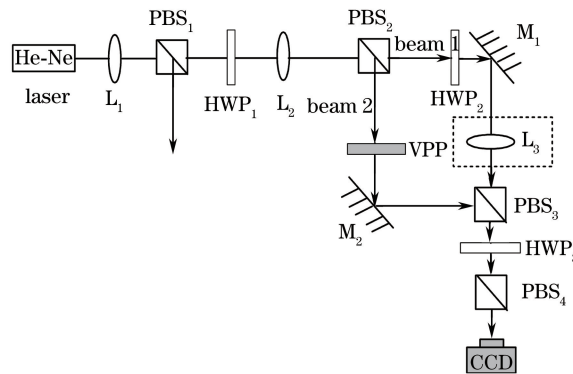 He-Ne
laser
L1
PBS1
HWP1
L2
PBS2
beam 1
beam 2
HWP2
M1
L3
VPP
M2
PBS3
HWP3
PBS4
CCD